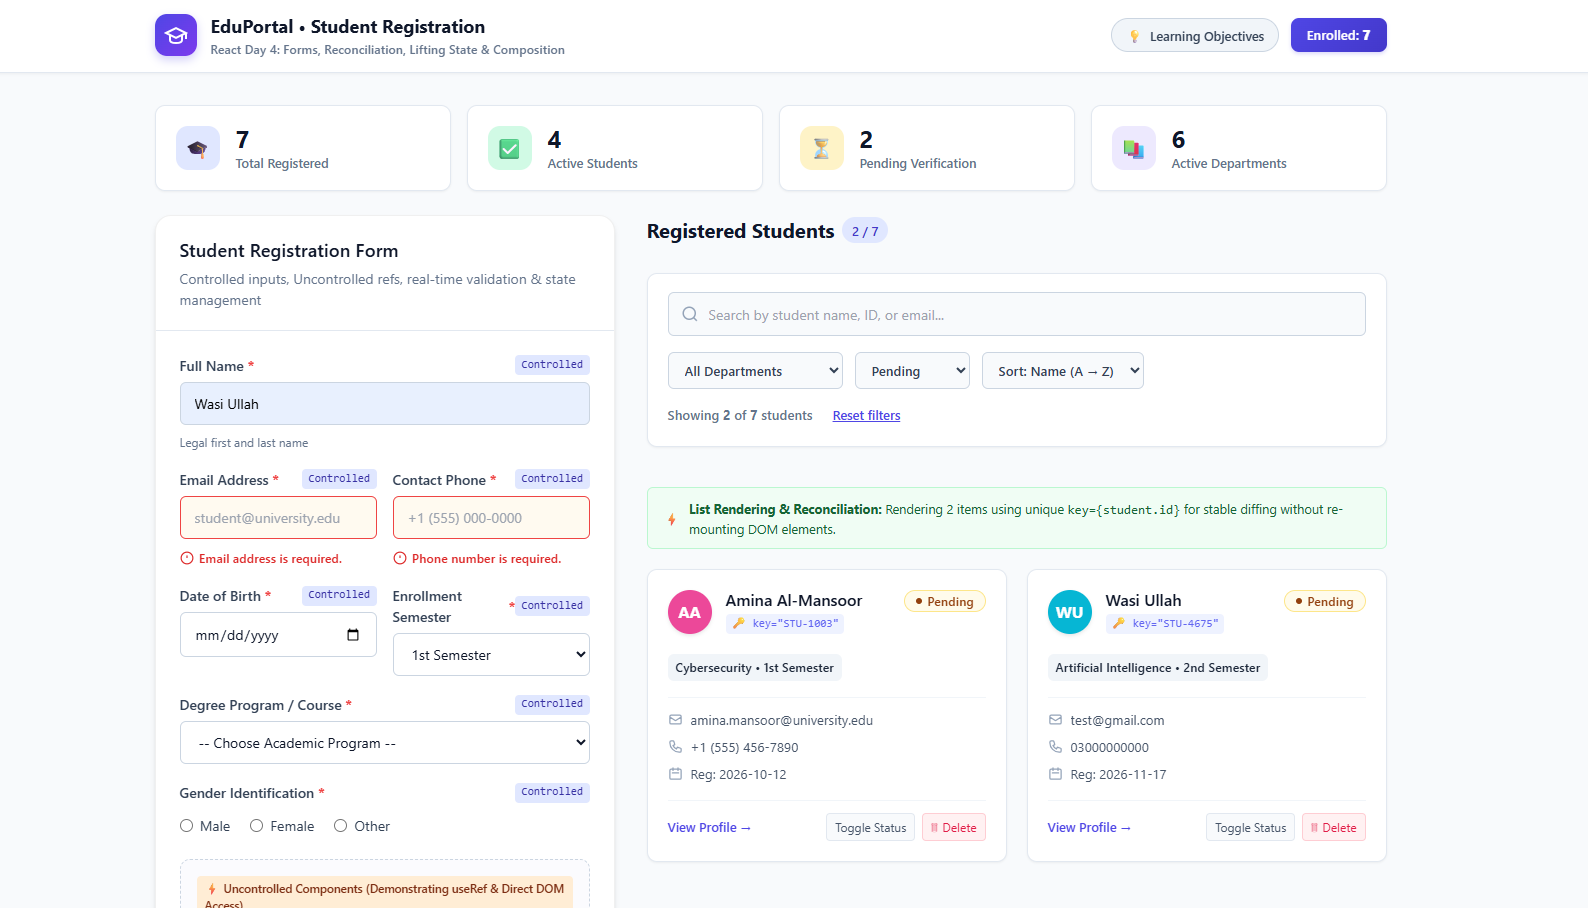 EduPortal • Student Registration
React Day 4: Forms, Reconciliation, Lifting State & Composition
Learning Objectives
Enrolled: 7
7
Total Registered
4
Active Students
2
Pending Verification
6
Active Departments
Student Registration Form
Controlled inputs, Uncontrolled refs, real-time validation & state
management
Full Name *
Controlled
Wasi Ullah
Legal first and last name
Email Address *
Controlled
Contact Phone *
Controlled
student@university.edu
+1 (555) 000-0000
Email address is required.
Phone number is required.
Date of Birth *
Controlled
Enrollment
Semester
*
Controlled
mm/dd/yyyy
1st Semester
Degree Program / Course *
Controlled
-- Choose Academic Program --
Gender Identification *
Controlled
Male
Female
Other
Uncontrolled Components (Demonstrating useRef & Direct DOM
Access)
Registered Students
2 / 7
Search by student name, ID, or email...
All Departments
Pending
Sort: Name (A → Z)
Showing 2 of 7 students
Reset filters
List Rendering & Reconciliation: Rendering 2 items using unique key={student.id} for stable diffing without re-
mounting DOM elements.
AA
Amina Al-Mansoor
Pending
key="STU-1003"
Cybersecurity • 1st Semester
amina.mansoor@university.edu
+1 (555) 456-7890
Reg: 2026-10-12
View Profile →
Toggle Status
Delete
WU
Wasi Ullah
Pending
key="STU-4675"
Artificial Intelligence • 2nd Semester
test@gmail.com
03000000000
Reg: 2026-11-17
View Profile →
Toggle Status
Delete